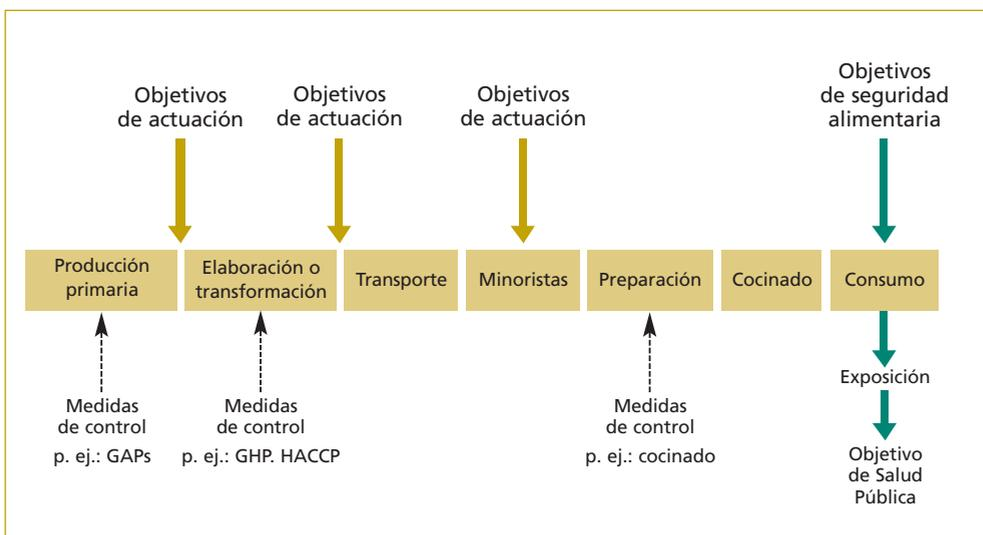 Objetivos
de actuación
Objetivos
de actuación
Objetivos
de actuación
Objetivos
de seguridad
alimentaria
Producción
primaria
Elaboración o
transformación
Transporte
Minoristas
Preparación
Cocinado
Consumo
Medidas
de control
p. ej.: GAPs
Medidas
de control
p. ej.: GHP. HACCP
Medidas
de control
p. ej.: cocinado
Exposición
Objetivo
de Salud
Pública